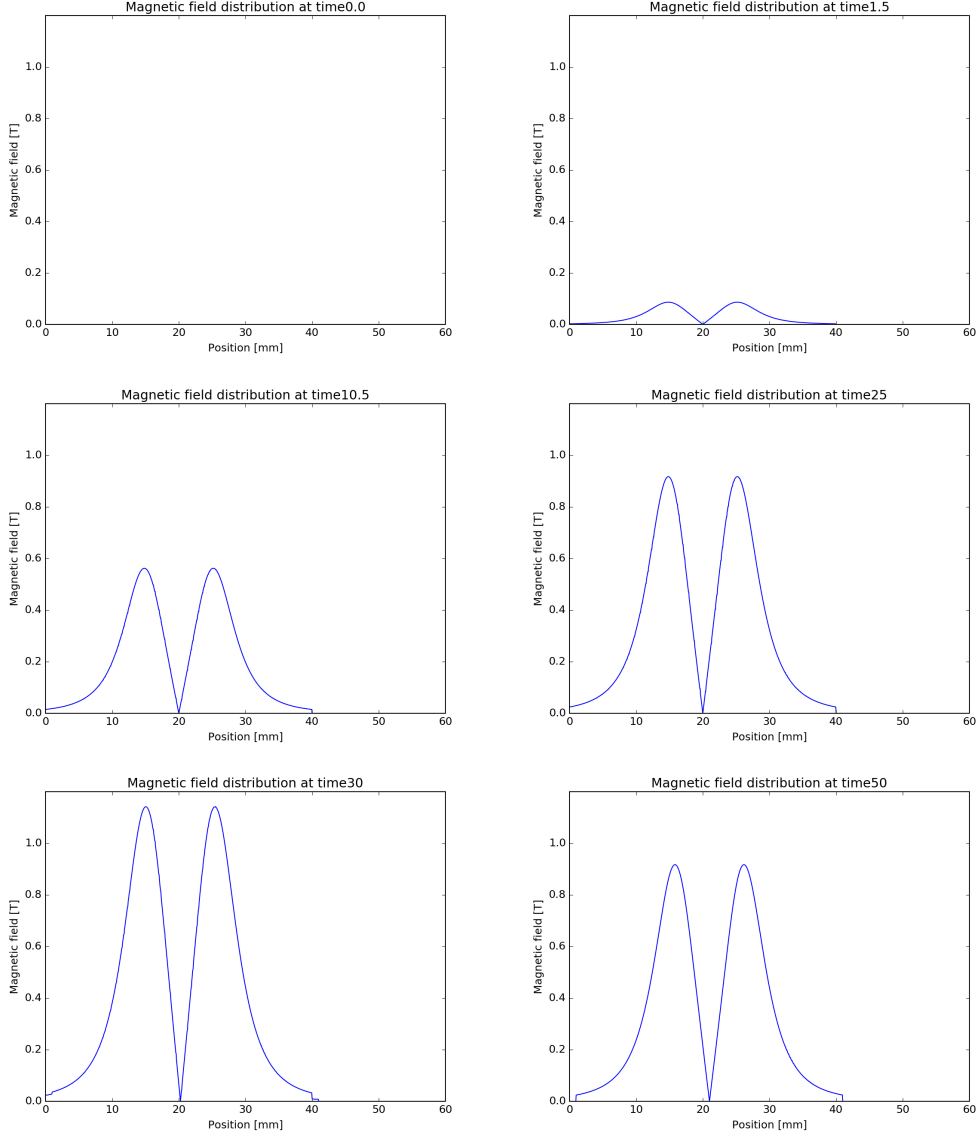 Magnetic field distribution at time0.0
Magnetic field [T]
1.0
0.8
0.6
0.4
0.2
0.0
0 10 20 30 40 50 60
Position [mm]
Magnetic field distribution at time1.5
Magnetic field [T]
1.0
0.8
0.6
0.4
0.2
0.0
0 10 20 30 40 50 60
Position [mm]
Magnetic field distribution at time10.5
Magnetic field [T]
1.0
0.8
0.6
0.4
0.2
0.0
0 10 20 30 40 50 60
Position [mm]
Magnetic field distribution at time25
Magnetic field [T]
1.0
0.8
0.6
0.4
0.2
0.0
0 10 20 30 40 50 60
Position [mm]
Magnetic field distribution at time30
Magnetic field [T]
1.0
0.8
0.6
0.4
0.2
0.0
0 10 20 30 40 50 60
Position [mm]
Magnetic field distribution at time50
Magnetic field [T]
1.0
0.8
0.6
0.4
0.2
0.0
0 10 20 30 40 50 60
Position [mm]